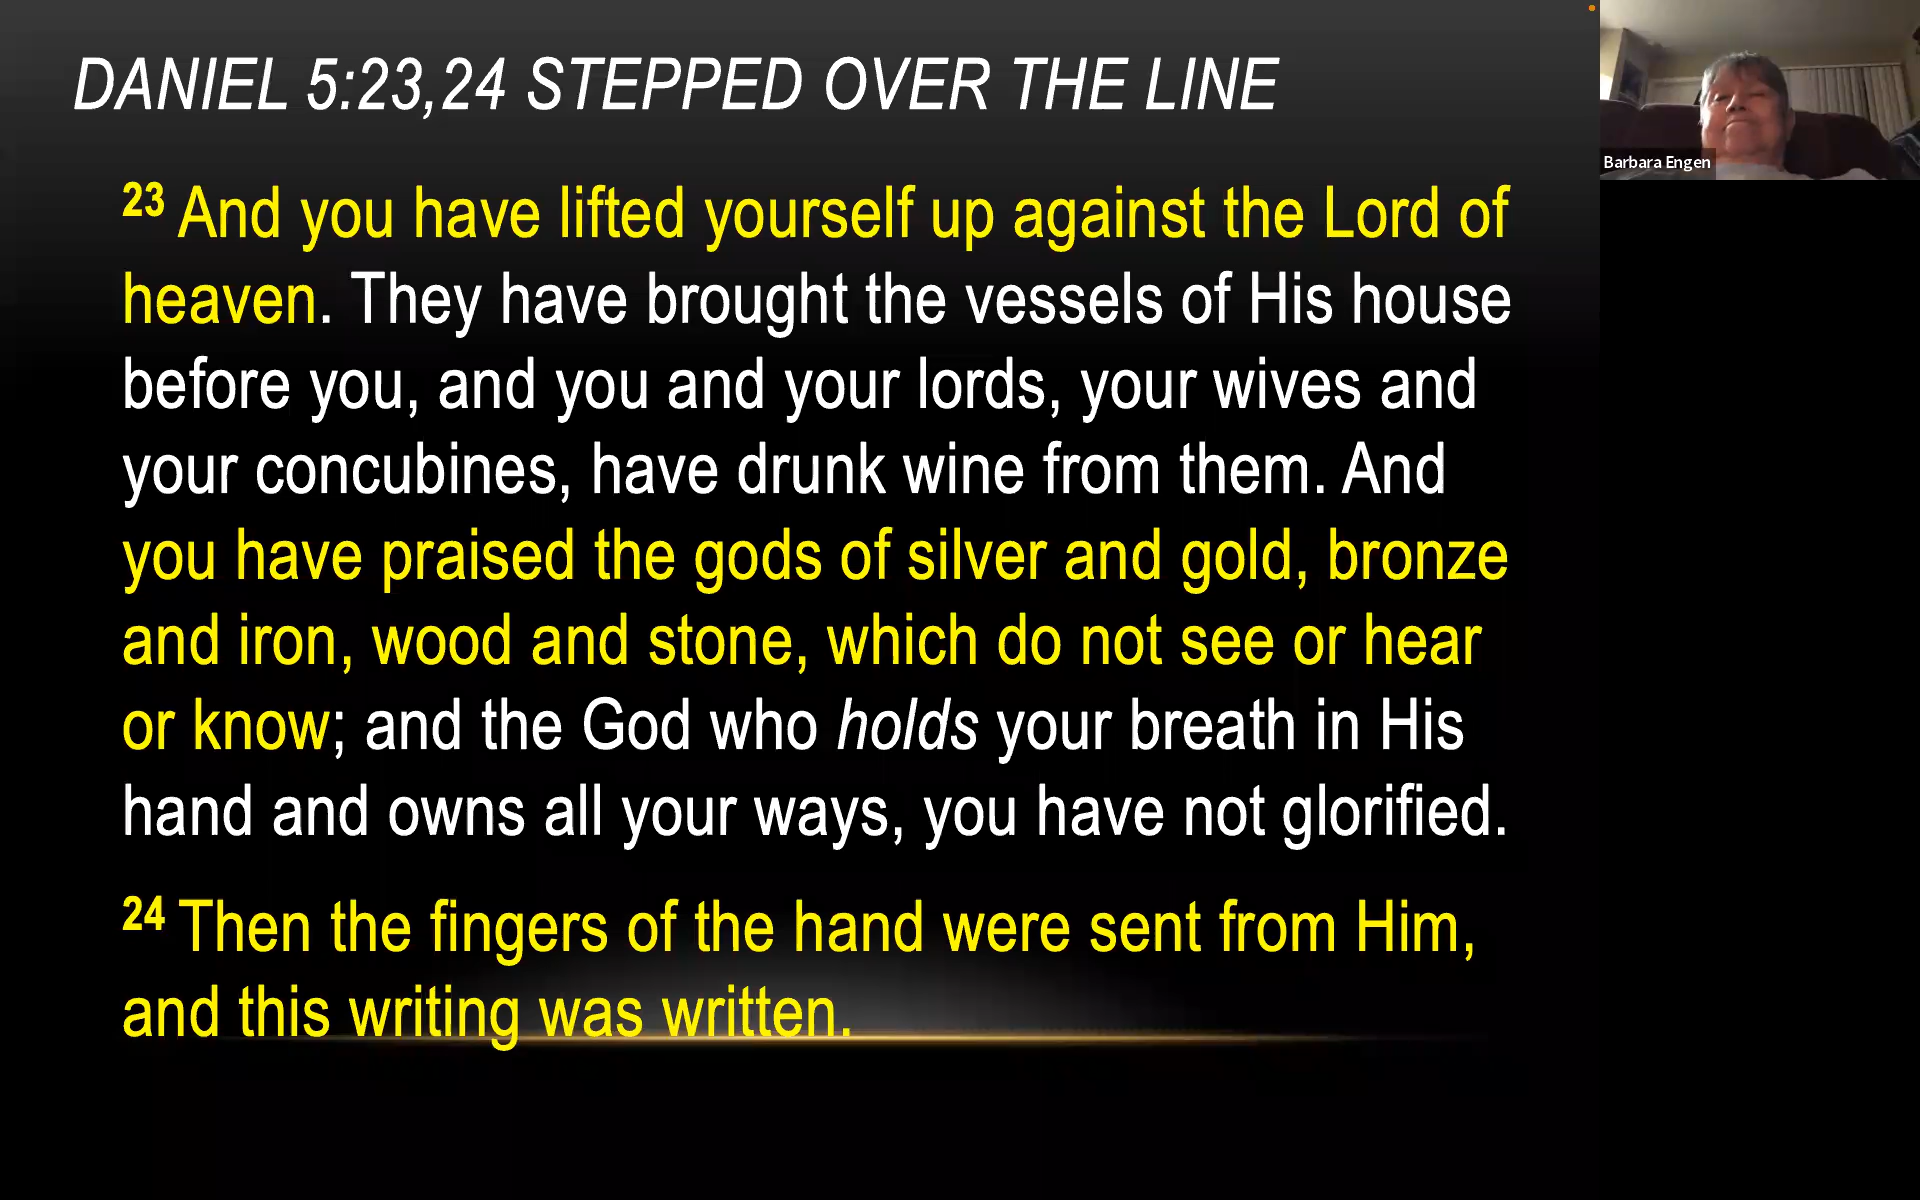 DANIEL 5:23,24 STEPPED OVER THE LINE
23 And you have lifted yourself up against the Lord of
heaven. They have brought the vessels of His house
before you, and you and your lords, your wives and
your concubines, have drunk wine from them. And
you have praised the gods of silver and gold, bronze
and iron, wood and stone, which do not see or hear
or know; and the God who holds your breath in His
hand and owns all your ways, you have not glorified.
24 Then the fingers of the hand were sent from Him,
and this writing was written.
Barbara Engen